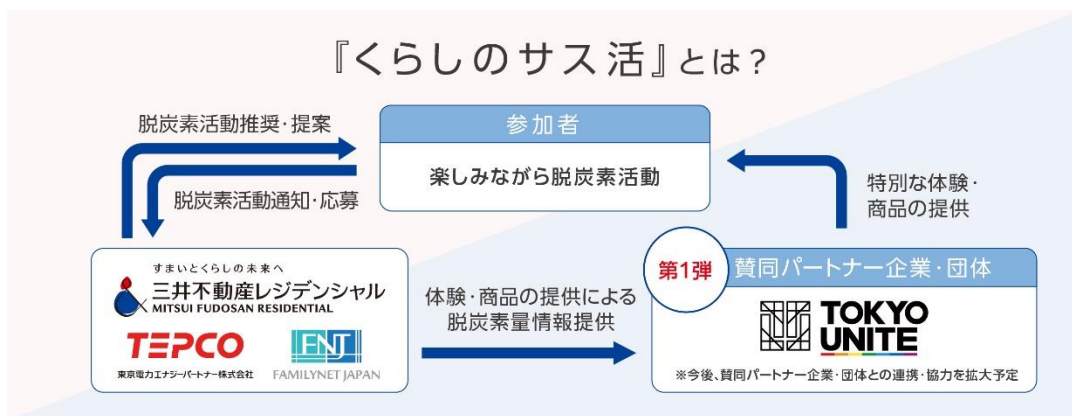 『くらしのサス活』とは？
脱炭素活動推奨・提案
参加者
楽しみながら脱炭素活動
脱炭素活動通知・応募
特別な体験・
商品の提供
すまいとくらしの未来へ
三井不動産レジデンシャル
MITSUI FUDOSAN RESIDENTIAL
TEPCO
東京電力エナジーパートナー株式会社
FNJ
FAMILYNET JAPAN
体験・商品の提供による
脱炭素量情報提供
第1弾
賛同パートナー企業・団体
TOKYO
UNITE
※今後、賛同パートナー企業・団体との連携・協力を拡大予定